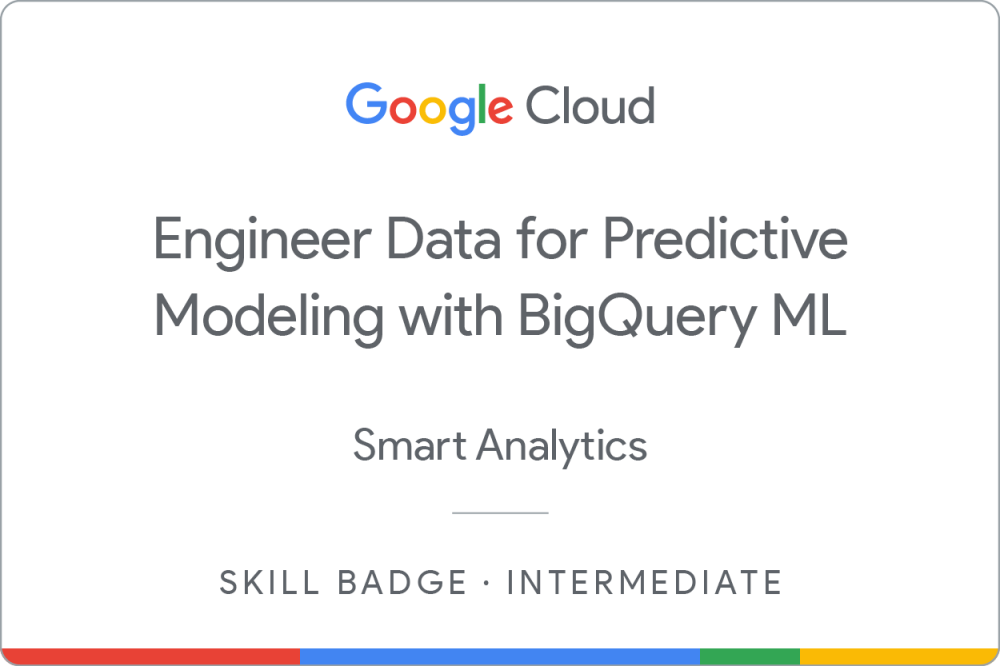 Google Cloud
Engineer Data for Predictive
Modeling with BigQuery ML
Smart Analytics
SKILL BADGE · INTERMEDIATE